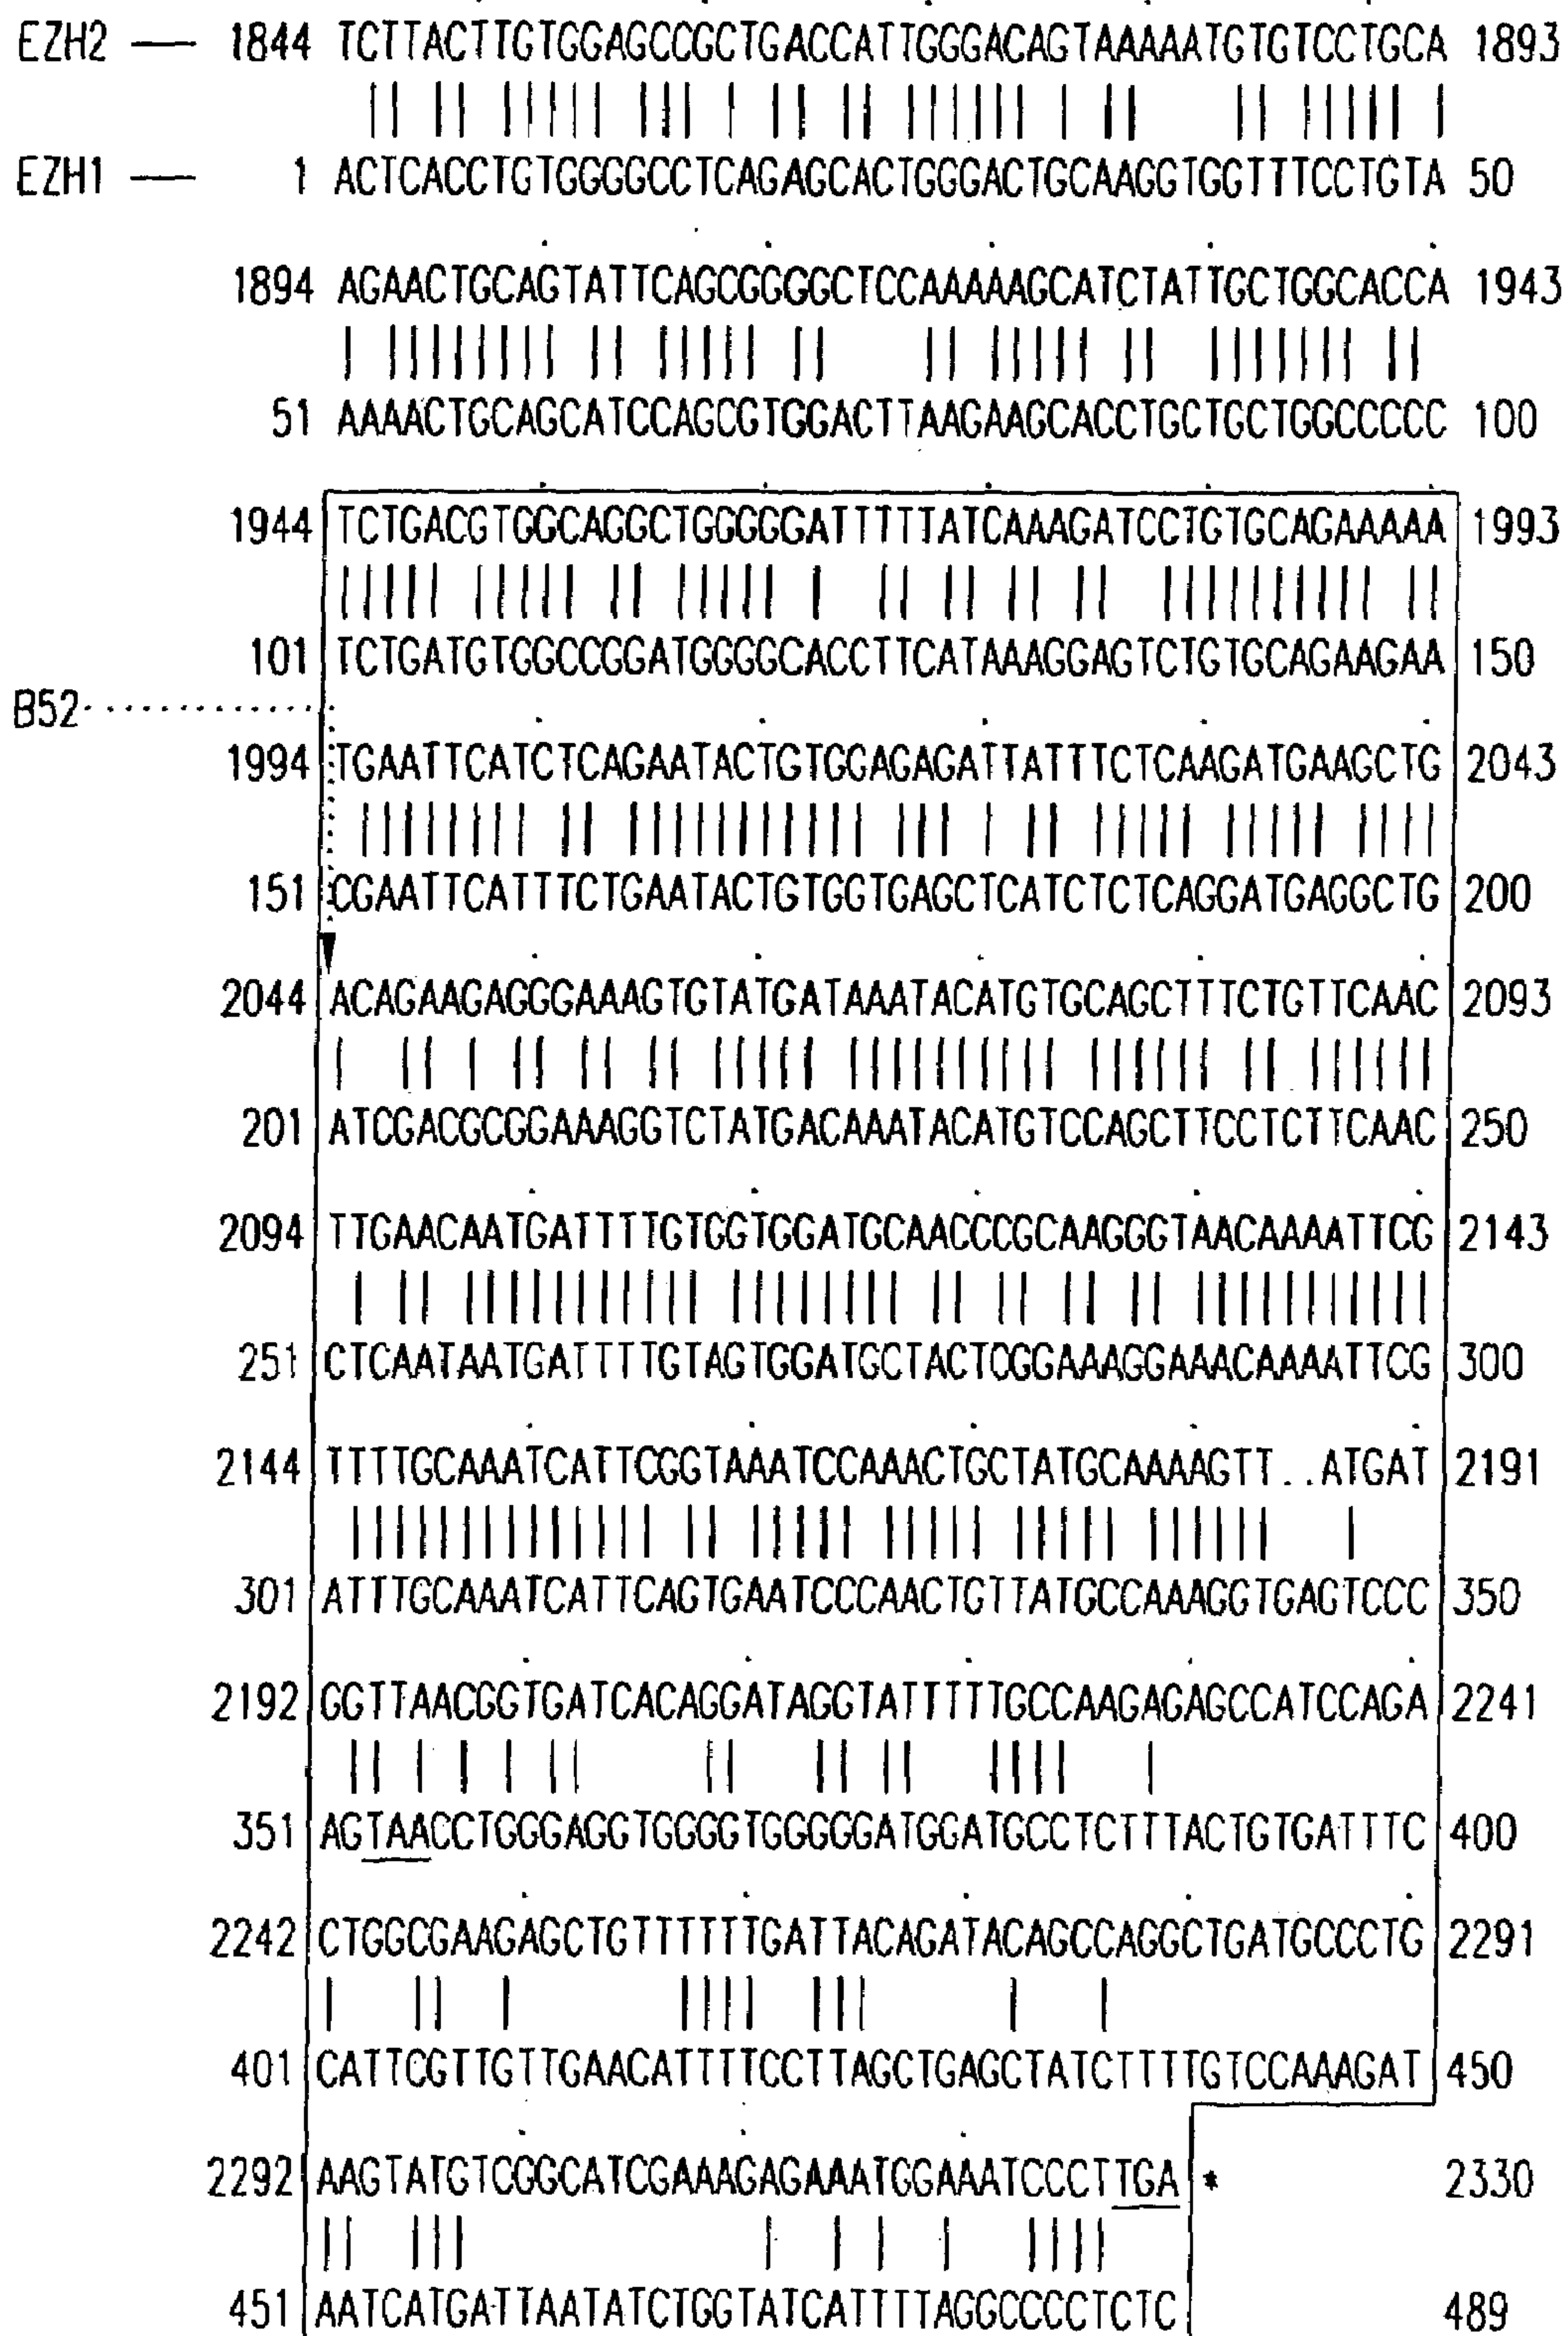 EZH2 — 1844 TCTTACTTGTGGAGCCGCTGACCATTGGGACAGTAAAAATGTGTCCTGCA 1893
EZH1 — 1 ACTCACCTGTGGGGCCTCAGAGCACTGGGACTGCAAGGTGGTTTCCTGTA 50
1894 AGAACTGCAGTATTCAGCGGGGCTCCAAAAAGCATCTATTGCTGGCACCA 1943
51 AAAACTGCAGCATCCAGCGTGGACTTAAGAAGCACCTGCTGCTGGCCCCC 100
1944 TCTGACGTGGCAGGCTGGGGGATTTTTATCAAAGATCCTGTGCAGAAAAA 1993
101 TCTGATGTGGCCGGATGGGGCACCTTCATAAAGGAGTCTGTGCAGAAGAA 150
B52
1994 TGAATTCATCTCAGAATACTGTGGAGAGATTATTTCTCAAGATGAAGCTG 2043
151 CGAATTCATTTCTGAATACTGTGGTGAGCTCATCTCTCAGGATGAGGCTG 200
2044 ACAGAAGAGGGAAAGTGTATGATAAATACATGTGCAGCTTTCTGTTCAAC 2093
201 ATCGACGCGGAAAGGTCTATGACAAATACATGTCCAGCTTCCTCTTCAAC 250
2094 TTGAACAATGATTTTGTGGTGGATGCAACCCGCAAGGGTAACAAAATTCG 2143
251 CTCAATAATGATTTTGTAGTGGATGCTACTCGGAAAGGAAACAAAATTCG 300
2144 TTTTGCAAATCATTCGGTAAATCCAAACTGCTATGCAAAAGTT..ATGAT 2191
301 ATTTGCAAATCATTCAGTGAATCCCAACTGTTATGCCAAAGGTGAGTCCC 350
2192 GGTTAACGGTGATCACAGGATAGGTATTTTTGCCAAGAGAGCCATCCAGA 2241
351 AGTAACCTGGGAGGTGGGGTGGGGGATGGATGCCTCTTTACTGTGATTTC 400
2242 CTGGCGAAGAGCTGTTTTTTGATTACAGATACAGCCAGGCTGATGCCCTG 2291
401 CATTCGTTGTTGAACATTTTCCTTAGCTGAGCTATCTTTTGTCCAAAGAT 450
2292 AAGTATGTCGGCATCGAAAGAGAAATGGAAATCCCTTGA * 2330
451 AATCATGATTAATATCTGGTATCATTTTAGGCCCCTCTC 489